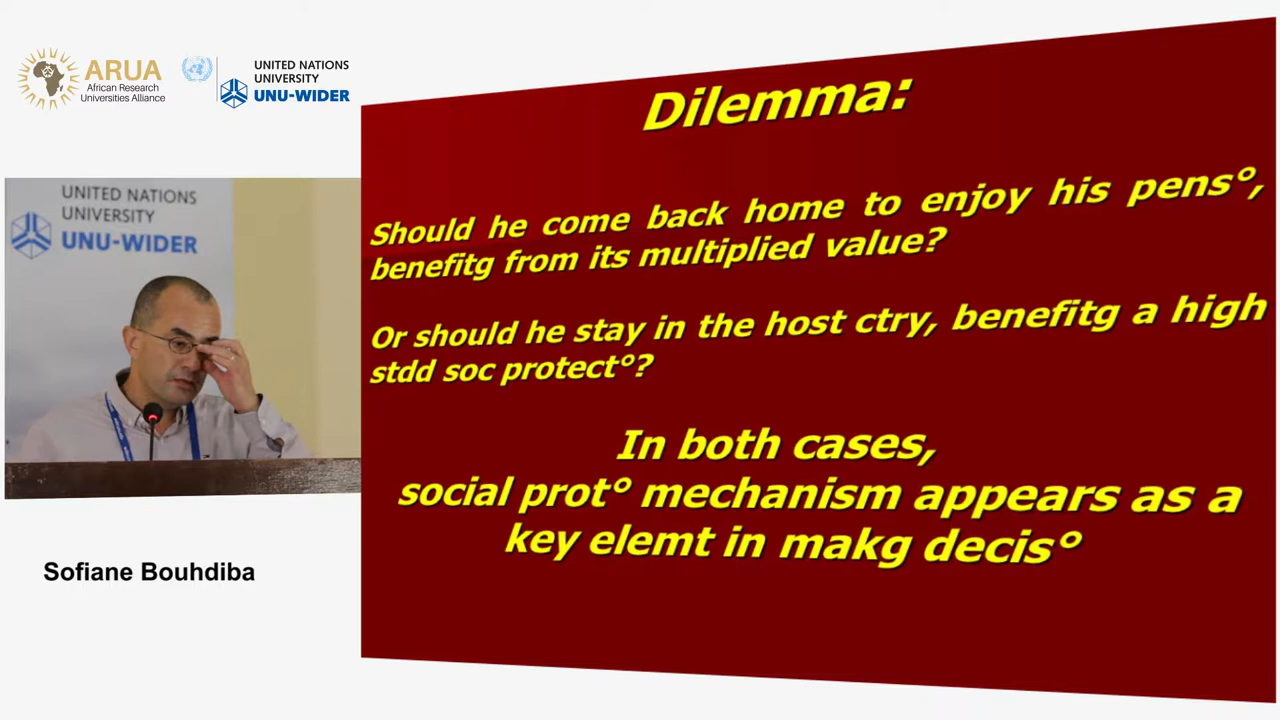 ARUA
African Research
Universities Alliance
UNITED NATIONS
UNIVERSITY
UNU-WIDER
UNITED NATIONS
UNIVERSITY
UNU-WIDER
Sofiane Bouhdiba
Dilemma:
Should he come back home to enjoy his pens°,
benefitg from its multiplied value?
Or should he stay in the host ctry, benefitg a high
stdd soc protect°?
In both cases,
social prot° mechanism appears as a
key elemt in makg decis°